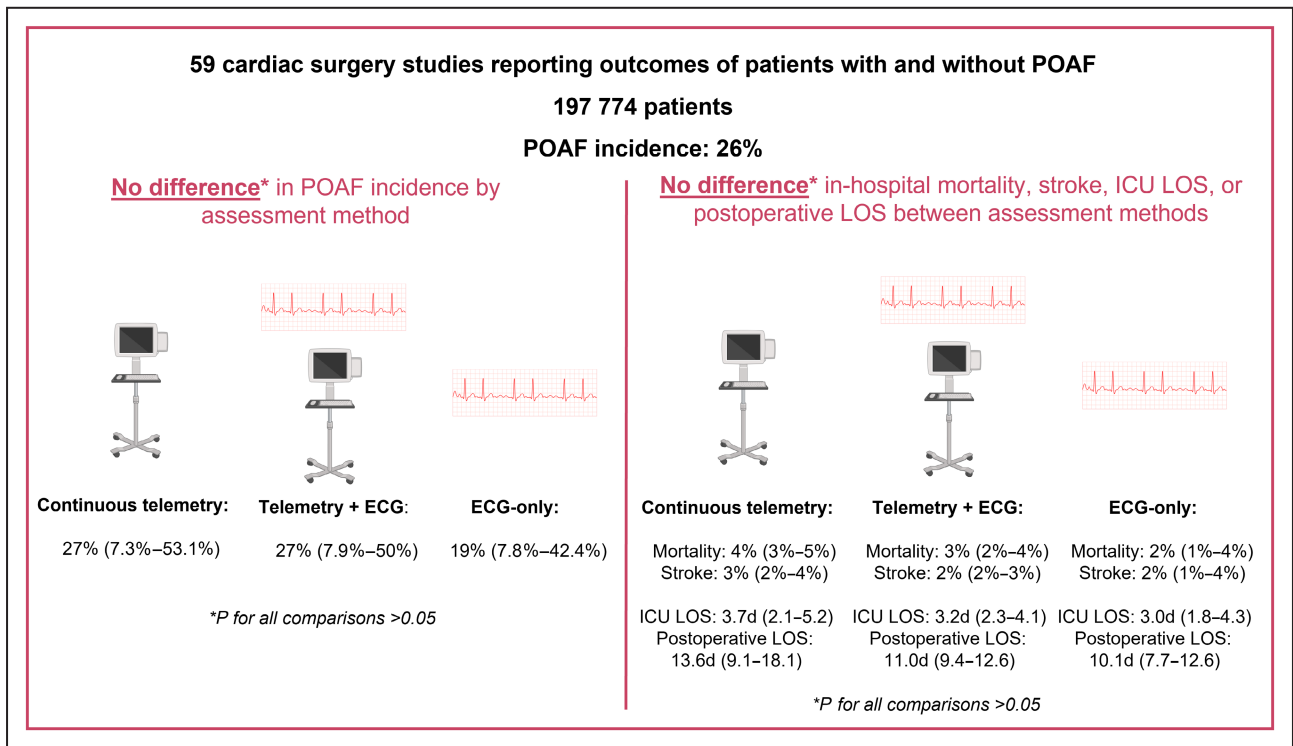 59 cardiac surgery studies reporting outcomes of patients with and without POAF
197 774 patients
POAF incidence: 26%
No difference* in POAF incidence by
assessment method
Continuous telemetry:
27% (7.3%–53.1%)
Telemetry + ECG:
27% (7.9%–50%)
ECG-only:
19% (7.8%–42.4%)
*P for all comparisons >0.05
No difference* in-hospital mortality, stroke, ICU LOS, or
postoperative LOS between assessment methods
Continuous telemetry:
Mortality: 4% (3%–5%)
Stroke: 3% (2%–4%)
ICU LOS: 3.7d (2.1–5.2)
Postoperative LOS:
13.6d (9.1–18.1)
Telemetry + ECG:
Mortality: 3% (2%–4%)
Stroke: 2% (2%–3%)
ICU LOS: 3.2d (2.3–4.1)
Postoperative LOS:
11.0d (9.4–12.6)
ECG-only:
Mortality: 2% (1%–4%)
Stroke: 2% (1%–4%)
ICU LOS: 3.0d (1.8–4.3)
Postoperative LOS:
10.1d (7.7–12.6)
*P for all comparisons >0.05